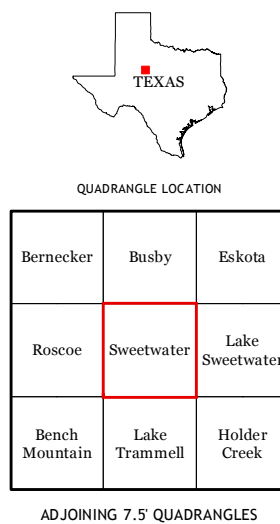 TEXAS
QUADRANGLE LOCATION
Bernecker
Busby
Eskota
Roscoe
Sweetwater
Lake
Sweetwater
Bench
Mountain
Lake
Trammell
Holder
Creek
ADJOINING 7.5' QUADRANGLES